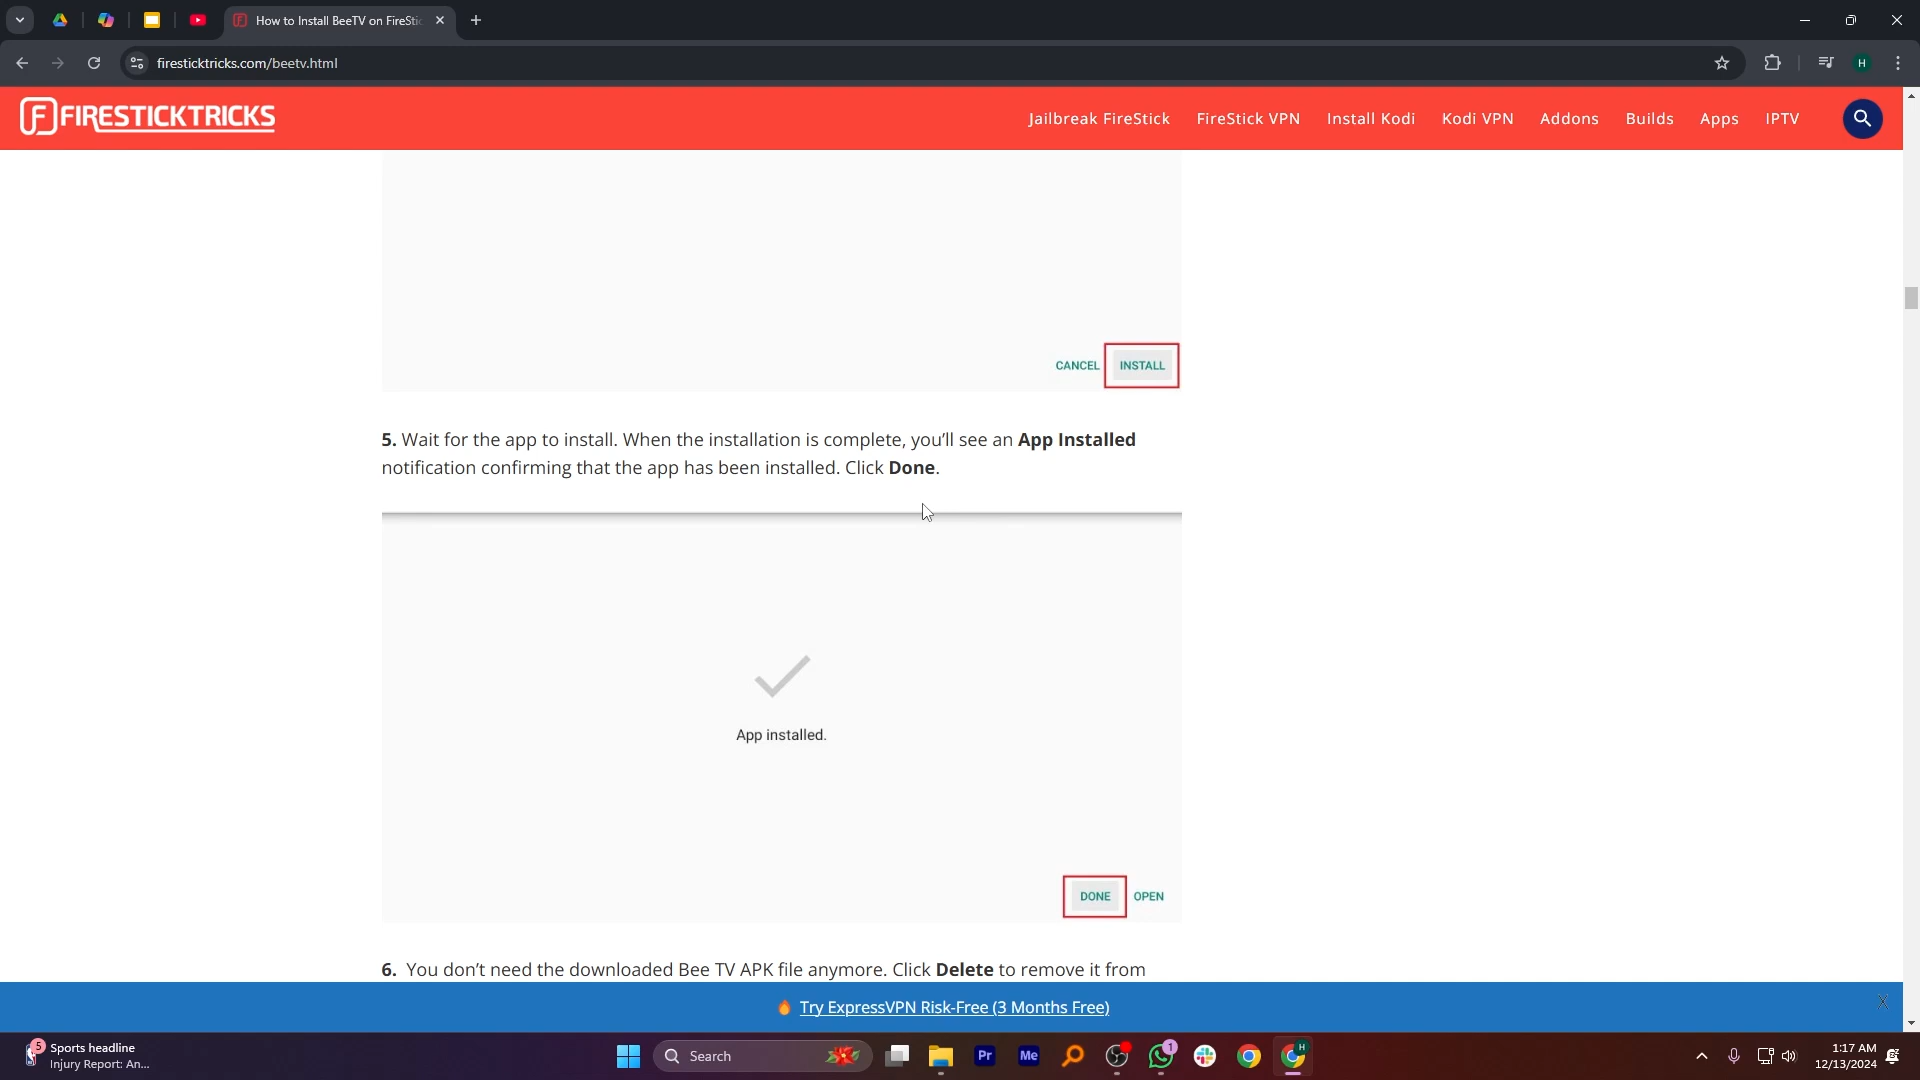 How to Install BeeTV on FireStic
firesticktricks.com/beetv.html
H
FIRESTICKTRICKS
Jailbreak FireStick
FireStick VPN
Install Kodi
Kodi VPN
Addons
Builds
Apps
IPTV
CANCEL
INSTALL
5. Wait for the app to install. When the installation is complete, you'll see an App Installed
notification confirming that the app has been installed. Click Done.
App installed.
DONE
OPEN
6. You don't need the downloaded Bee TV APK file anymore. Click Delete to remove it from
Try ExpressVPN Risk-Free (3 Months Free)
X
5
Sports headline
Injury Report: An...
Search
Pr
Me
1
H
1:17 AM
12/13/2024